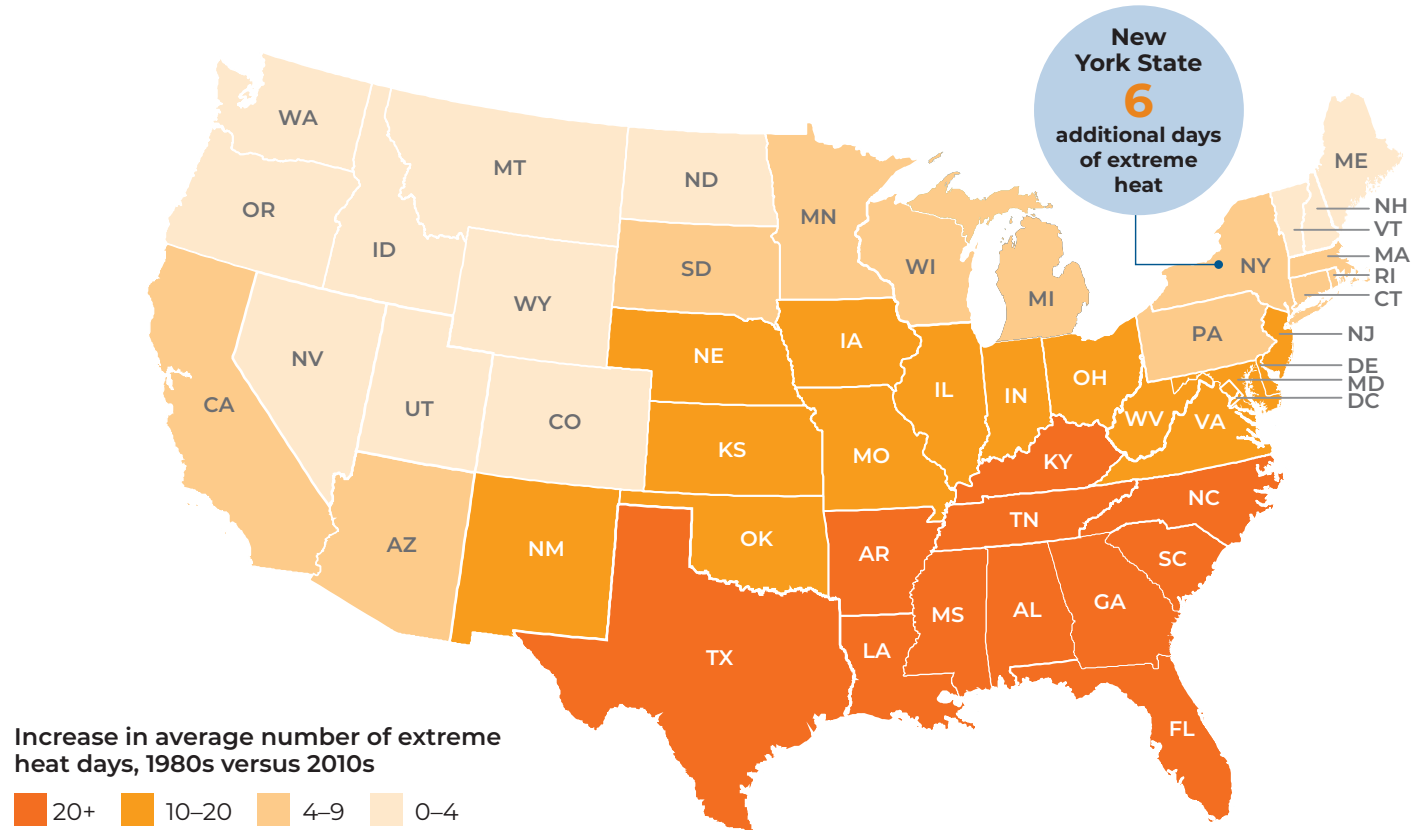 New
York State
6
additional days
of extreme
heat
WA
MT
ND
ME
OR
MN
NH
VT
ID
SD
WI
NY
MA
RI
WY
MI
CT
NJ
PA
NV
NE
IA
DE
OH
MD
IL
IN
DC
CA
UT
CO
WV
VA
KS
MO
KY
NC
TN
AZ
NM
OK
AR
SC
MS
AL
GA
TX
LA
FL
Increase in average number of extreme
heat days, 1980s versus 2010s
20+ 10–20 4–9 0–4